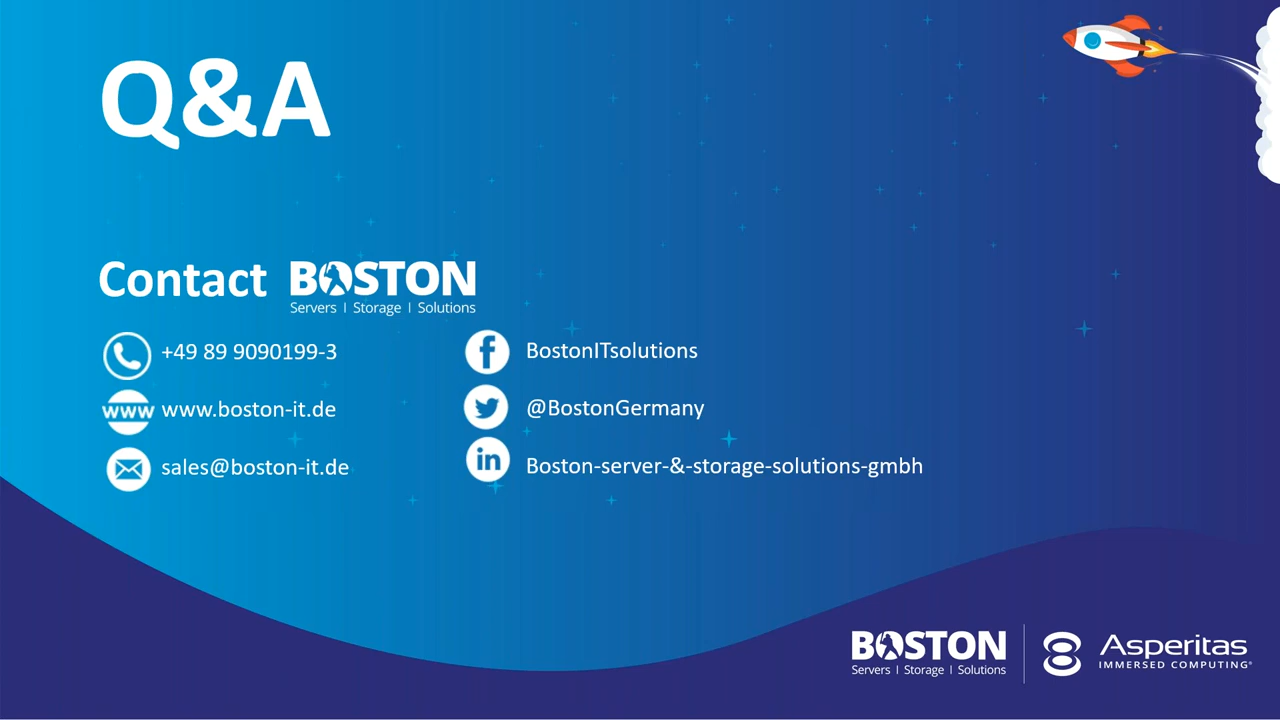 Q&A
Contact BOSTON
Servers | Storage | Solutions
+49 89 9090199-3
BostonITsolutions
www www.boston-it.de
@BostonGermany
sales@boston-it.de
in Boston-server-&-storage-solutions-gmbh
BOSTON
Servers | Storage | Solutions
Asperitas
IMMERSED COMPUTING®